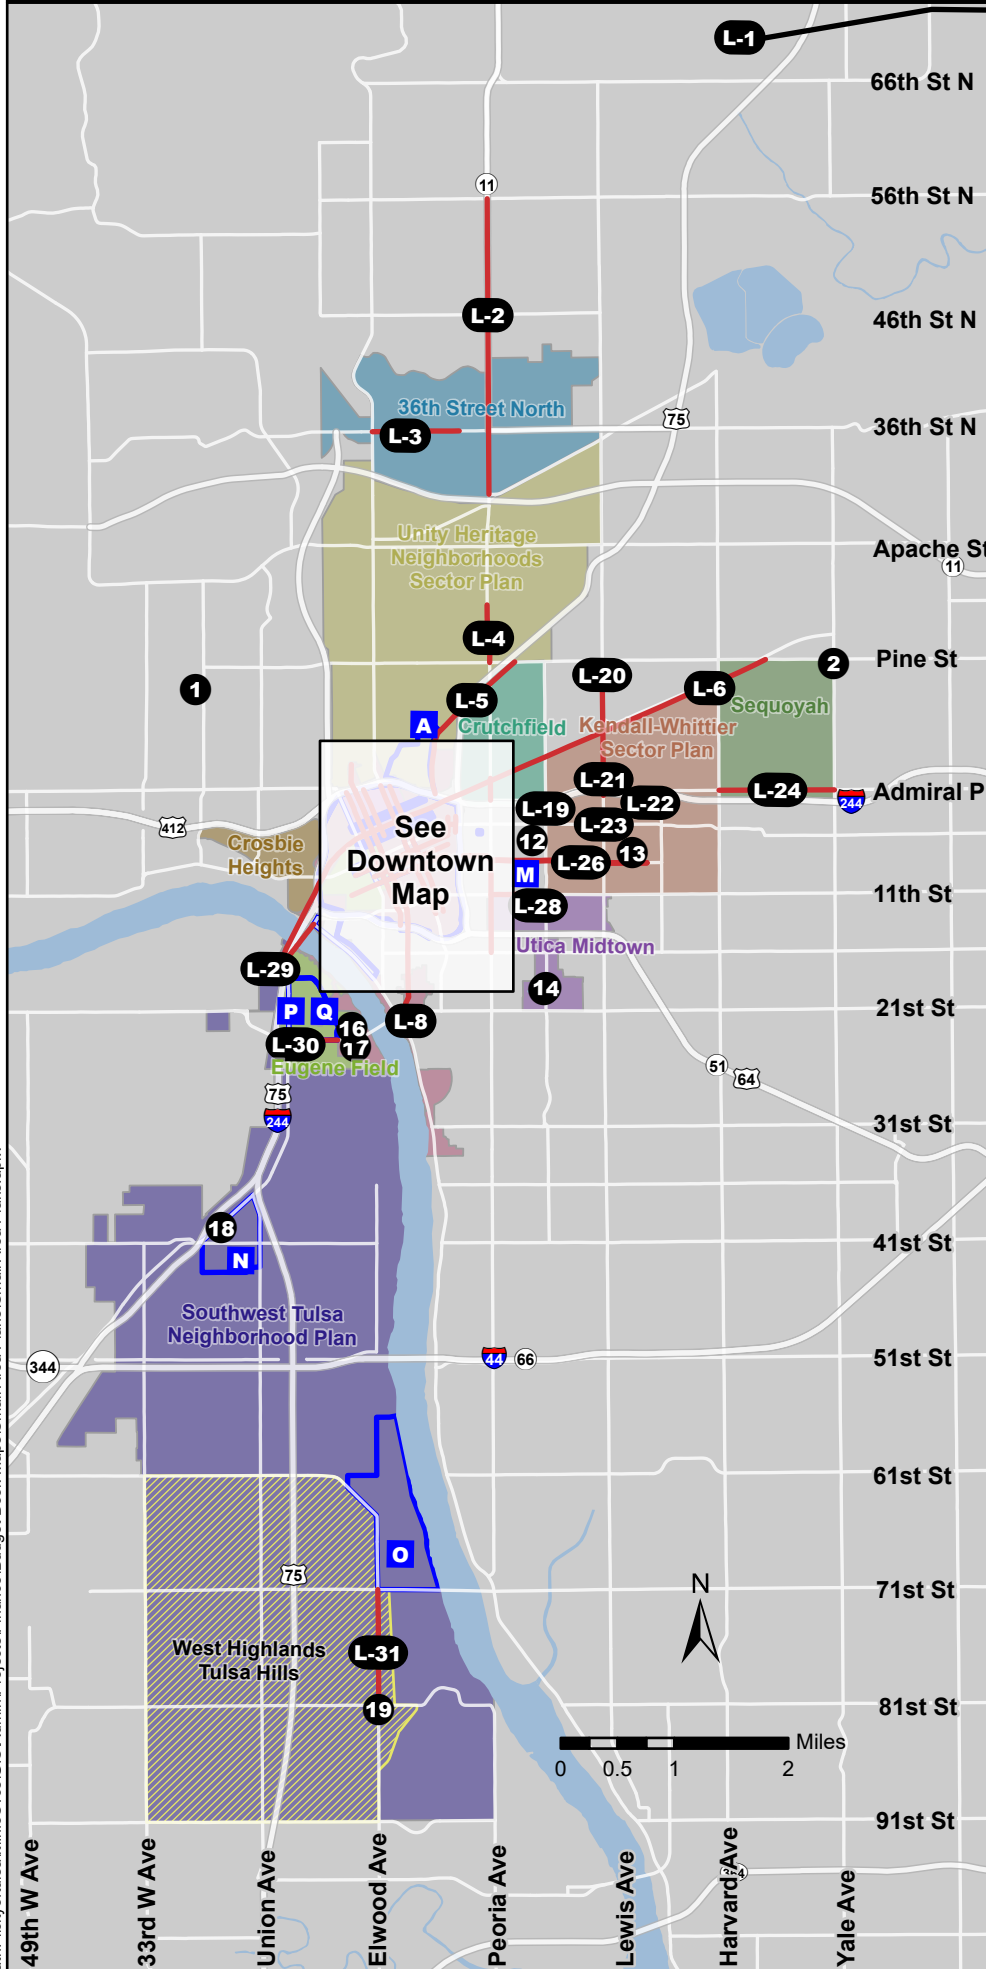 L-1
66th St N
11
56th St N
L-2
46th St N
36th Street North
75
36th St N
L-3
Unity Heritage
Neighborhoods
Sector Plan
Apache St
11
L-4
Pine St
2
L-20
1
L-6
L-5
Sequoyah
A
Crutchfield
Kendall-Whittier
Sector Plan
L-21
L-24
Admiral P
244
L-22
L-19
412
See
Downtown
Map
L-23
12
13
Crosbie
Heights
L-26
M
11th St
L-28
Utica Midtown
L-29
14
P
Q
21st St
L-8
16
L-30
17
Eugene Field
51
64
75
244
31st St
18
41st St
N
Southwest Tulsa
Neighborhood Plan
344
44
66
51st St
61st St
O
75
N
71st St
West Highlands
Tulsa Hills
L-31
19
81st St
Miles
0 0.5 1 2
91st St
49th W Ave
33rd W Ave
Union Ave
Elwood Ave
Peoria Ave
Lewis Ave
Harvard Ave
Yale Ave